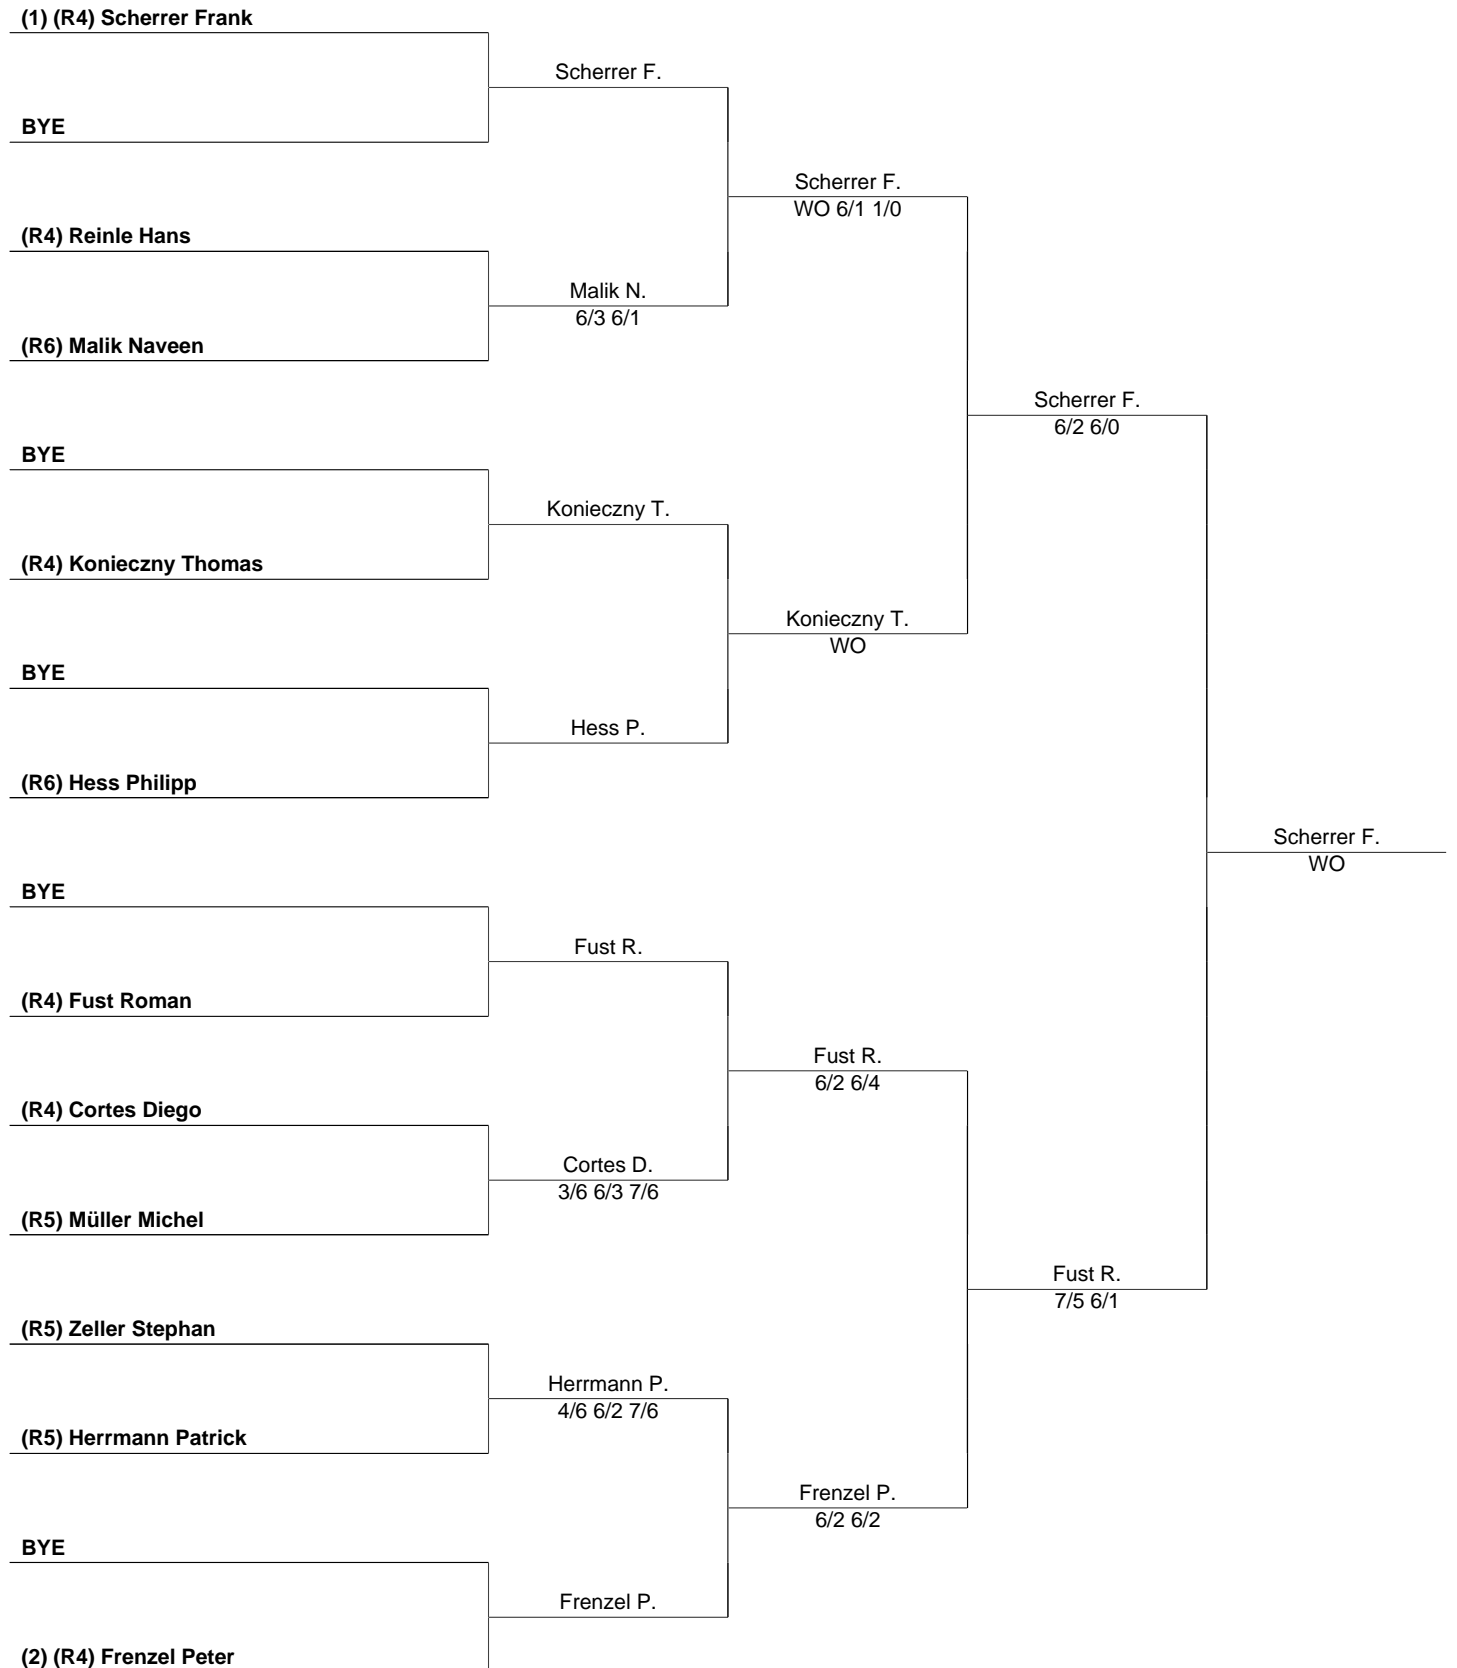 (1) (R4) Scherrer Frank
Scherrer F.
BYE
Scherrer F.
WO 6/1 1/0
(R4) Reinle Hans
Malik N.
6/3 6/1
(R6) Malik Naveen
Scherrer F.
6/2 6/0
BYE
Konieczny T.
(R4) Konieczny Thomas
Konieczny T.
WO
BYE
Hess P.
(R6) Hess Philipp
Scherrer F.
WO
BYE
Fust R.
(R4) Fust Roman
Fust R.
6/2 6/4
(R4) Cortes Diego
Cortes D.
3/6 6/3 7/6
(R5) Müller Michel
Fust R.
7/5 6/1
(R5) Zeller Stephan
Herrmann P.
4/6 6/2 7/6
(R5) Herrmann Patrick
Frenzel P.
6/2 6/2
BYE
Frenzel P.
(2) (R4) Frenzel Peter